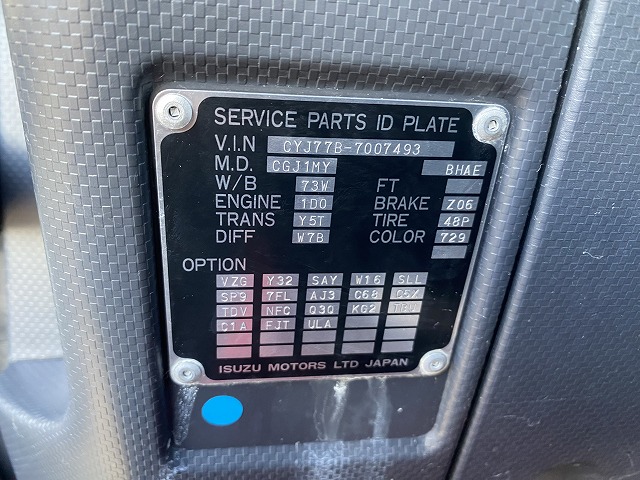 SERVICE PARTS ID PLATE
V.I.N CYJ77B-7007493
M.D. CGJ1MY BHAE
W/B 73W FT
ENGINE 1D0 BRAKE Z06
TRANS Y5T TIRE 48P
DIFF W7B COLOR 729
OPTION
VZG Y32 SAY W16 SLL
SP9 7FL AJ3 C68
TDV NFC KG2
C1A FJT ULA
ISUZU MOTORS LTD JAPAN